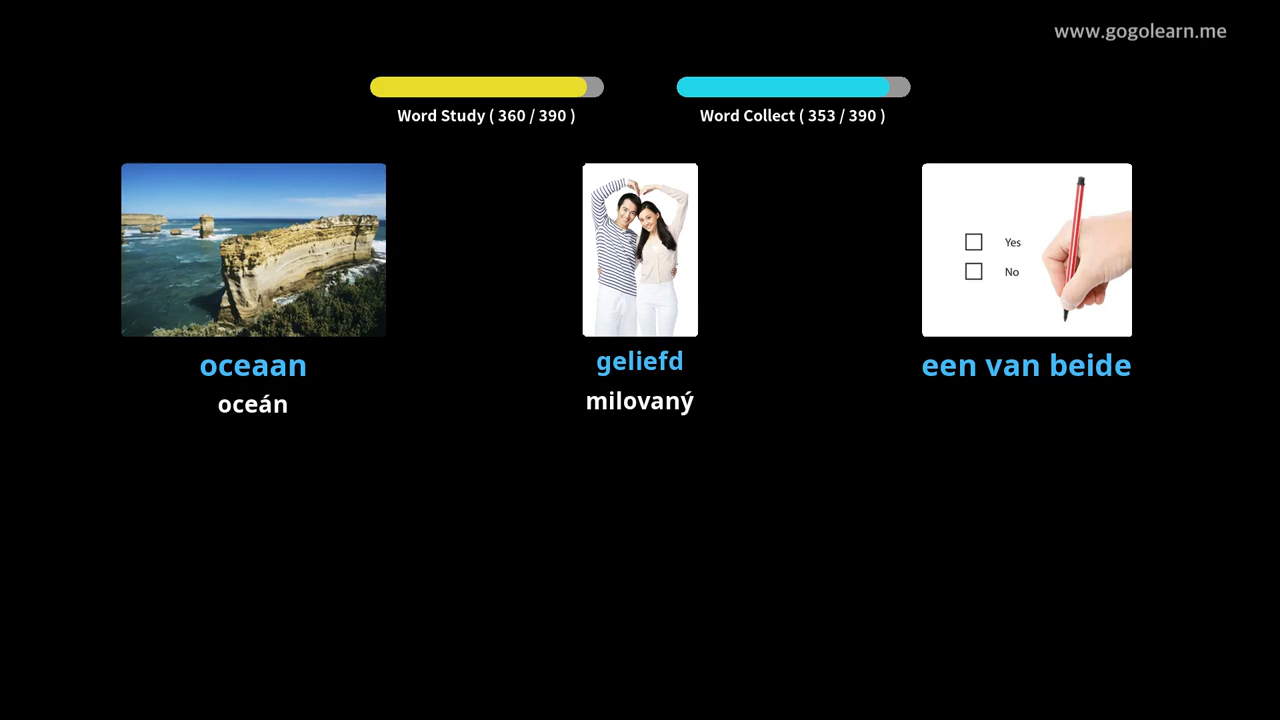 www.gogolearn.me
Word Study ( 360 / 390 )
Word Collect ( 353 / 390 )
Yes
No
oceaan
oceán
geliefd
milovaný
een van beide